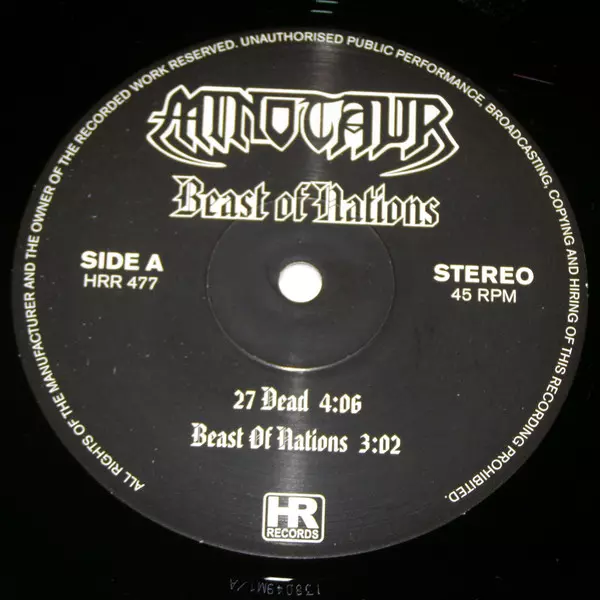 ALL RIGHTS OF THE MANUFACTURER AND THE OWNER OF THE RECORDED WORK RESERVED. UNAUTHORISED PUBLIC PERFORMANCE, BROADCASTING, COPYING AND HIRING OF THIS RECORDING PROHIBITED.
MINOTAUR
Beast of Nations
SIDE A
HRR 477
STEREO
45 RPM
27 Dead 4:06
Beast Of Nations 3:02
HR
RECORDS
138049M1/A